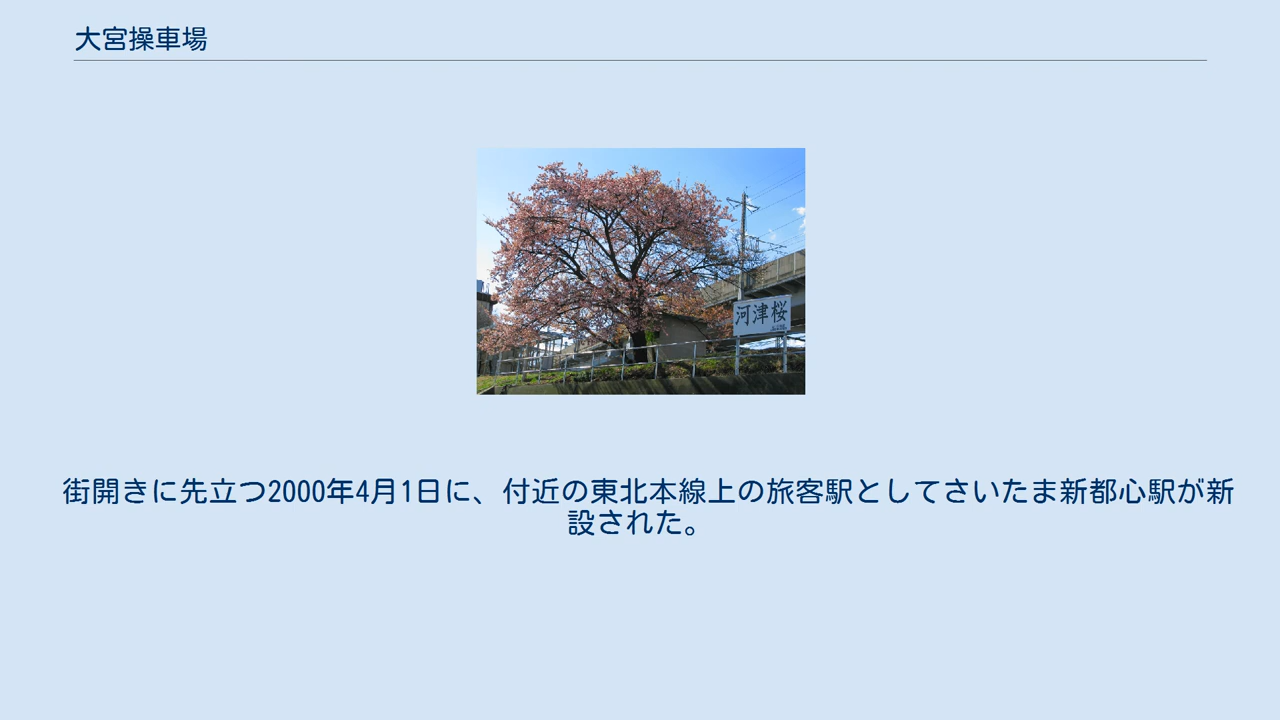 大宮操車場
河津桜
街開きに先立つ2000年4月1日に、付近の東北本線上の旅客駅としてさいたま新都心駅が新
設された。